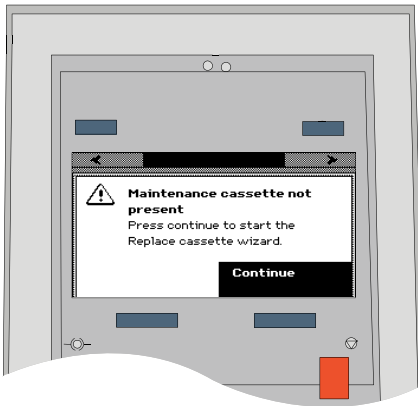 Maintenance cassette not
present
Press continue to start the
Replace cassette wizard.
Continue